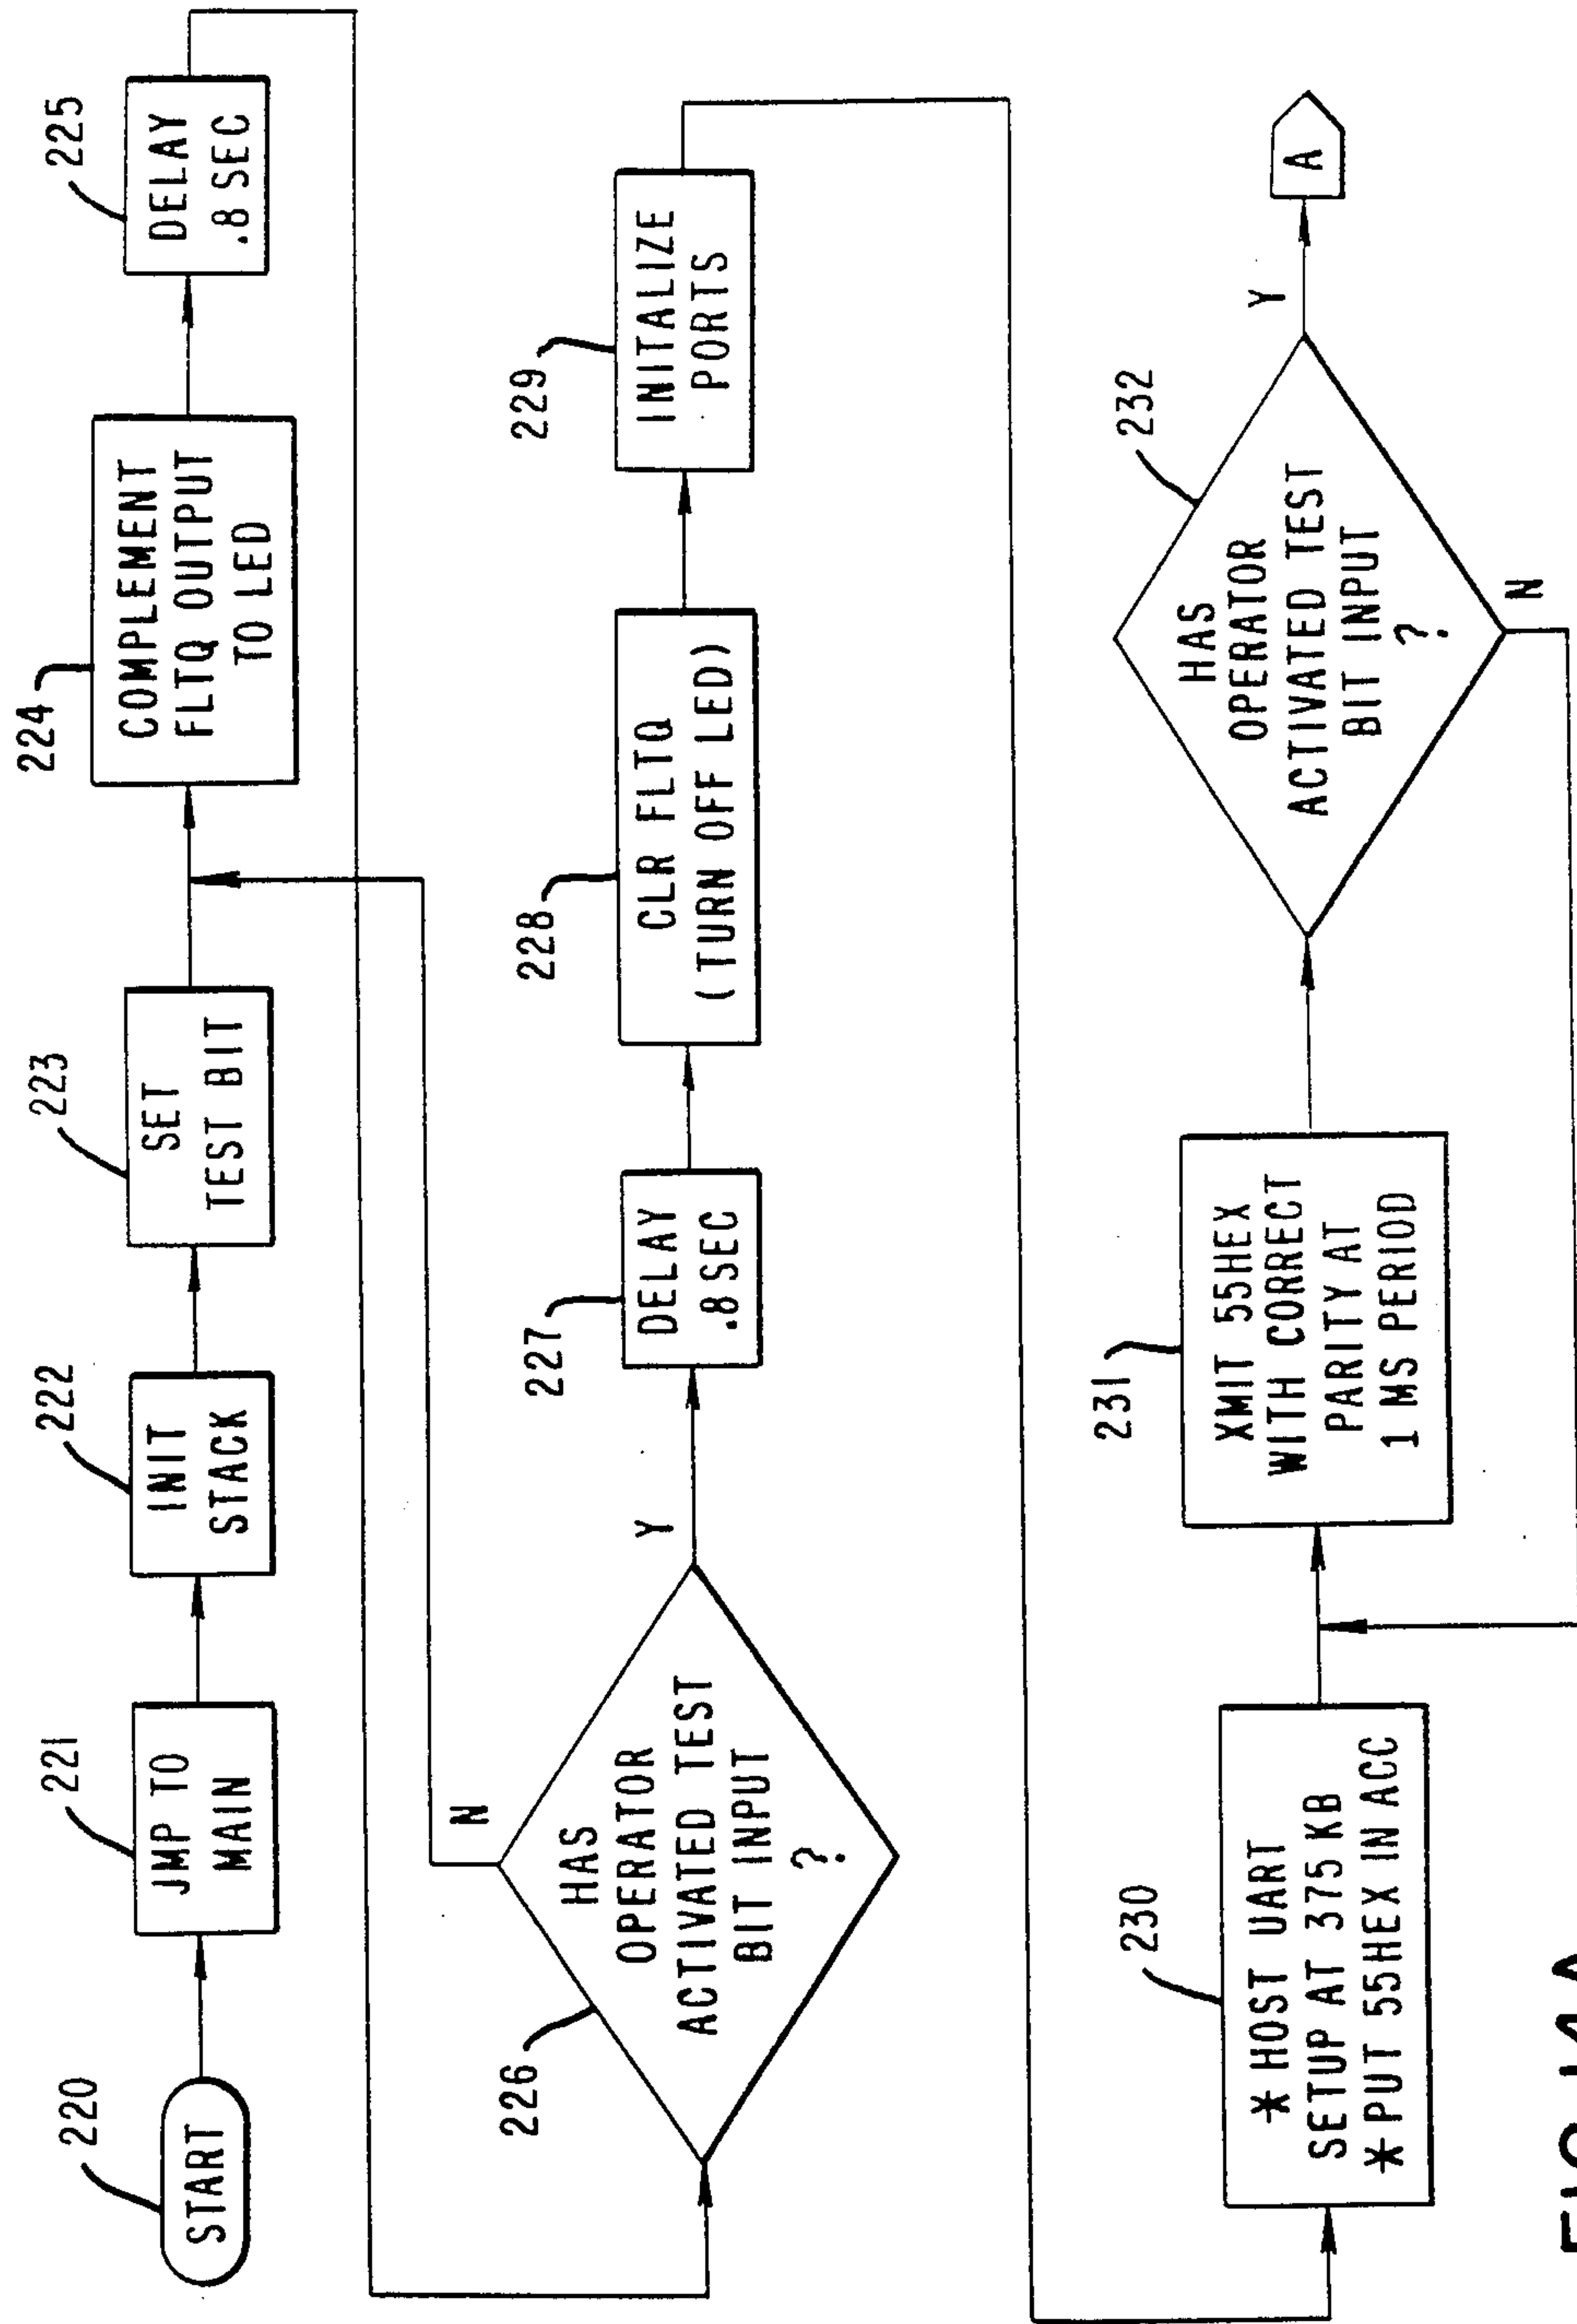 220
START
221
JMP TO
MAIN
222
INIT
STACK
223
SET
TEST BIT
224
COMPLEMENT
FLTQ OUTPUT
TO LED
225
DELAY
.8 SEC
226
HAS
OPERATOR
ACTIVATED TEST
BIT INPUT
?
N
Y
227
DELAY
.8 SEC
228
CLR FLTQ
(TURN OFF LED)
229
INITALIZE
PORTS
230
* HOST UART
SETUP AT 375 KB
* PUT 55HEX IN ACC
231
XMIT 55HEX
WITH CORRECT
PARITY AT
1 MS PERIOD
232
HAS
OPERATOR
ACTIVATED TEST
BIT INPUT
?
Y
N
A
FIG. 14A